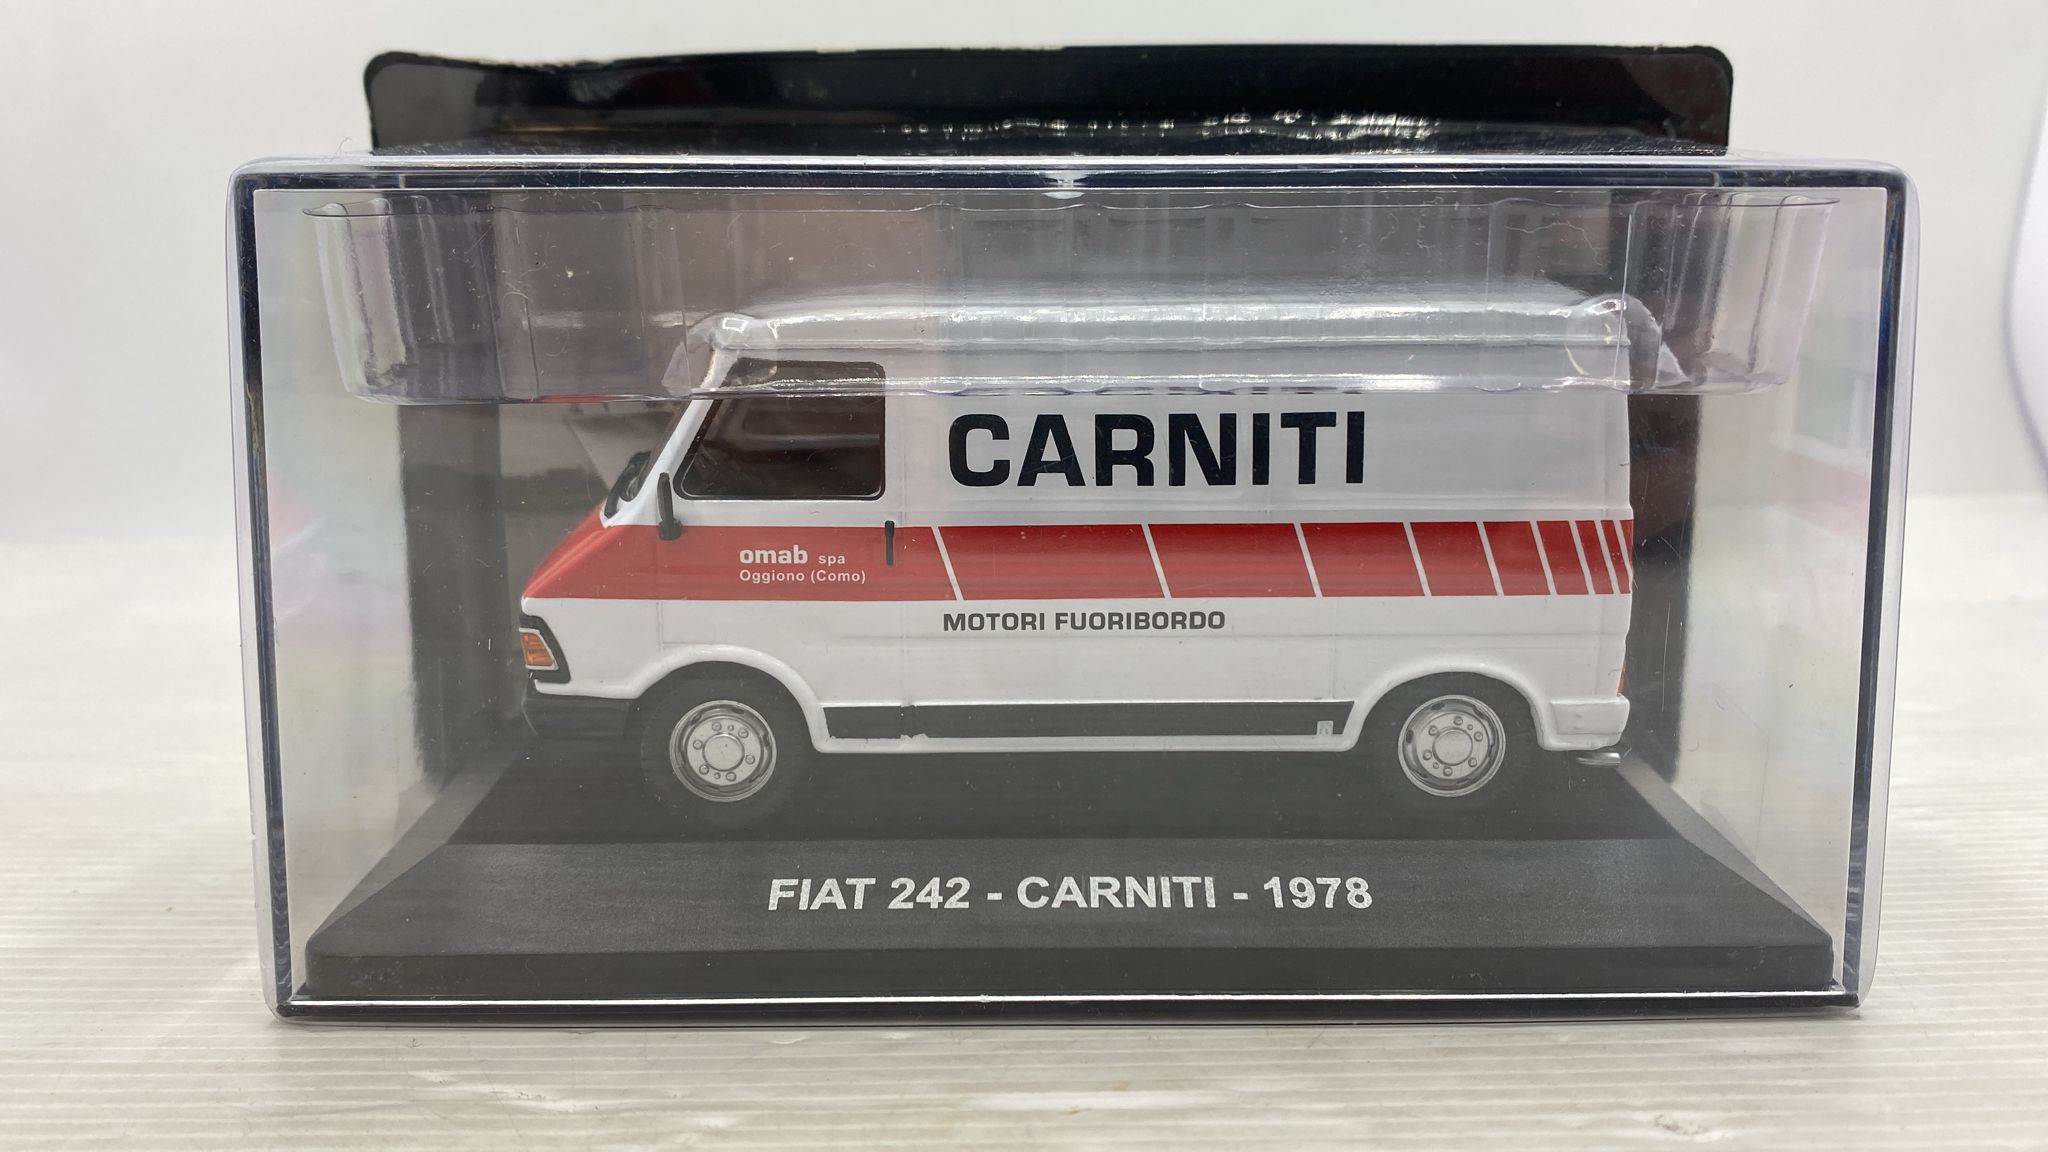 CARNITI
omab spa
Oggiono (Como)
MOTORI FUORIBORDO
FIAT 242 - CARNITI - 1978